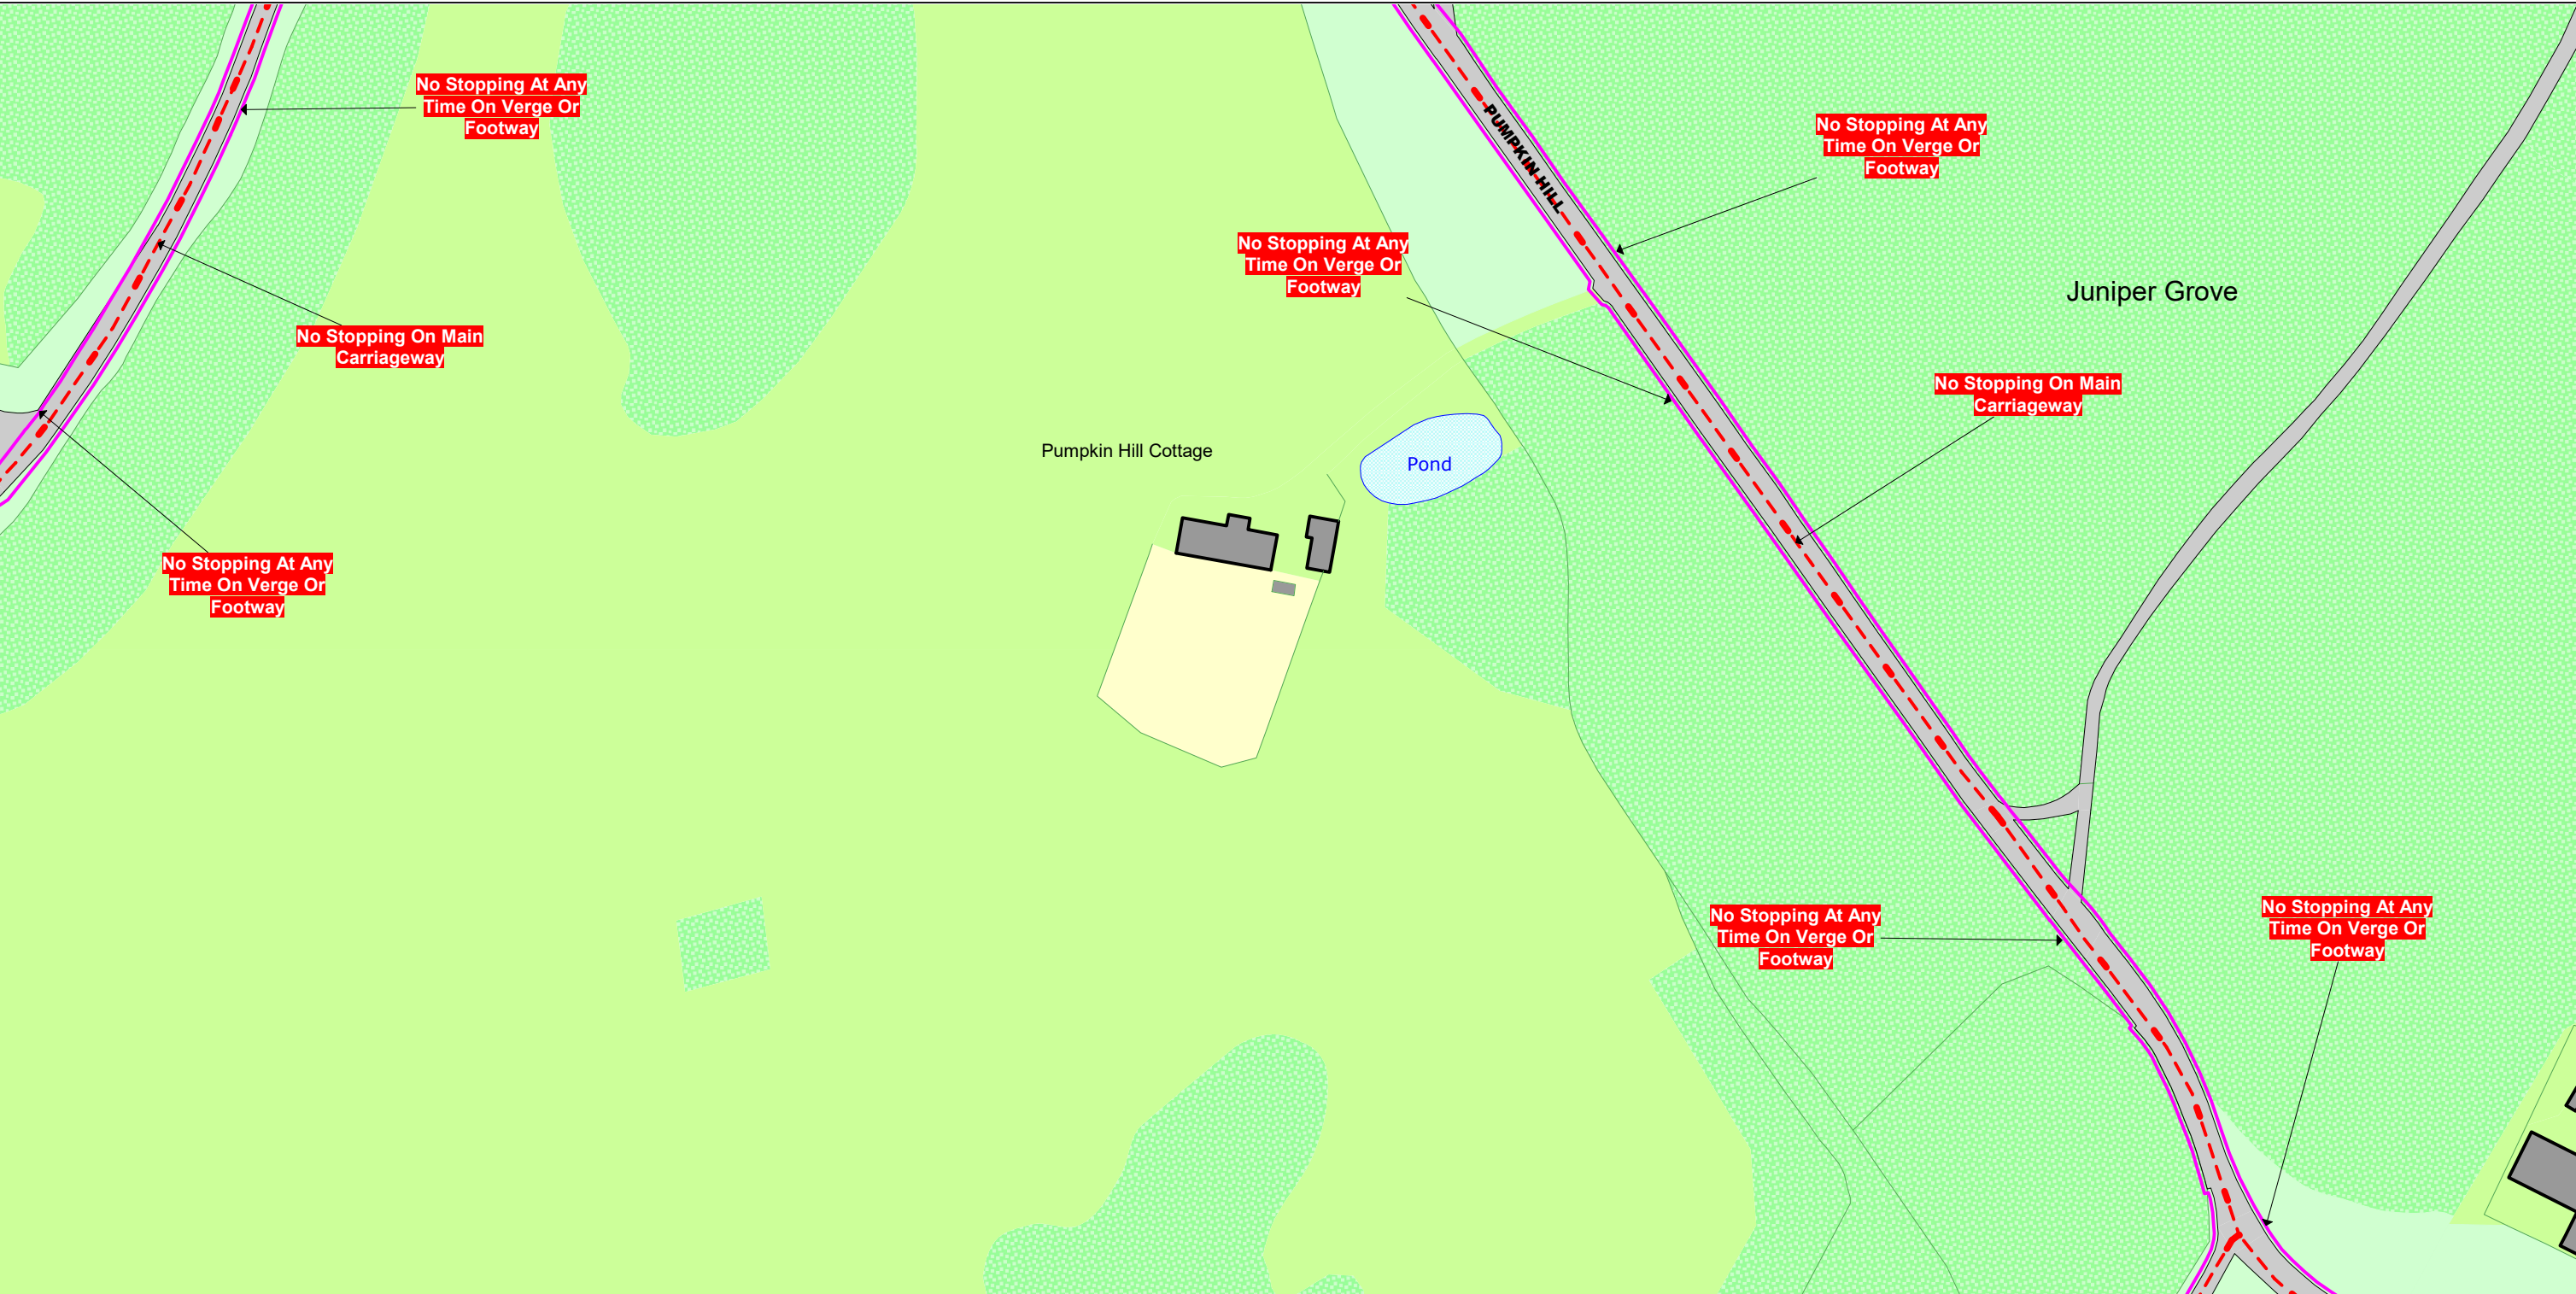 No Stopping At Any
Time On Verge Or
Footway
PUMPKIN HILL
No Stopping At Any
Time On Verge Or
Footway
No Stopping At Any
Time On Verge Or
Footway
Juniper Grove
No Stopping On Main
Carriageway
No Stopping On Main
Carriageway
Pumpkin Hill Cottage
Pond
No Stopping At Any
Time On Verge Or
Footway
No Stopping At Any
Time On Verge Or
Footway
No Stopping At Any
Time On Verge Or
Footway